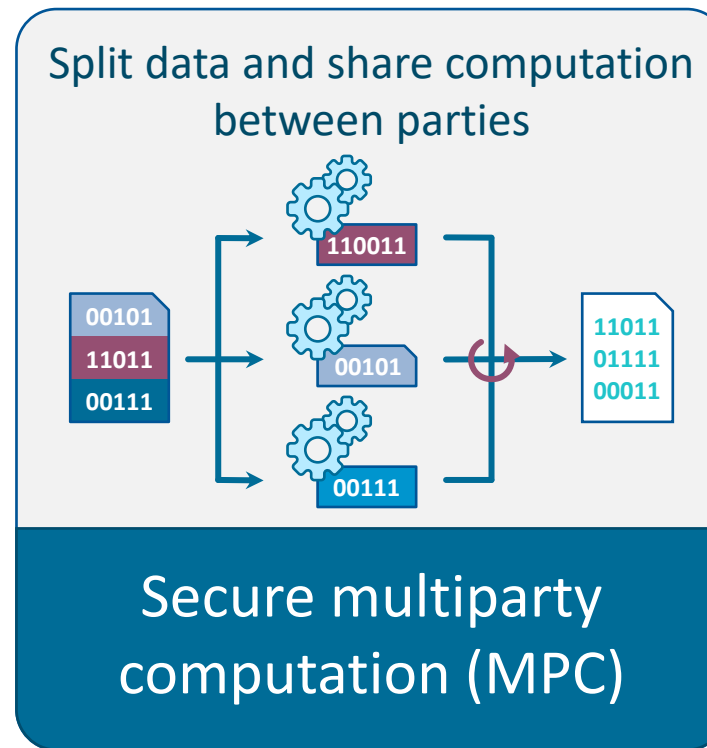 Split data and share computation
between parties
110011
00101
11011
00111
00101
00111
11011
01111
00011
Secure multiparty
computation (MPC)